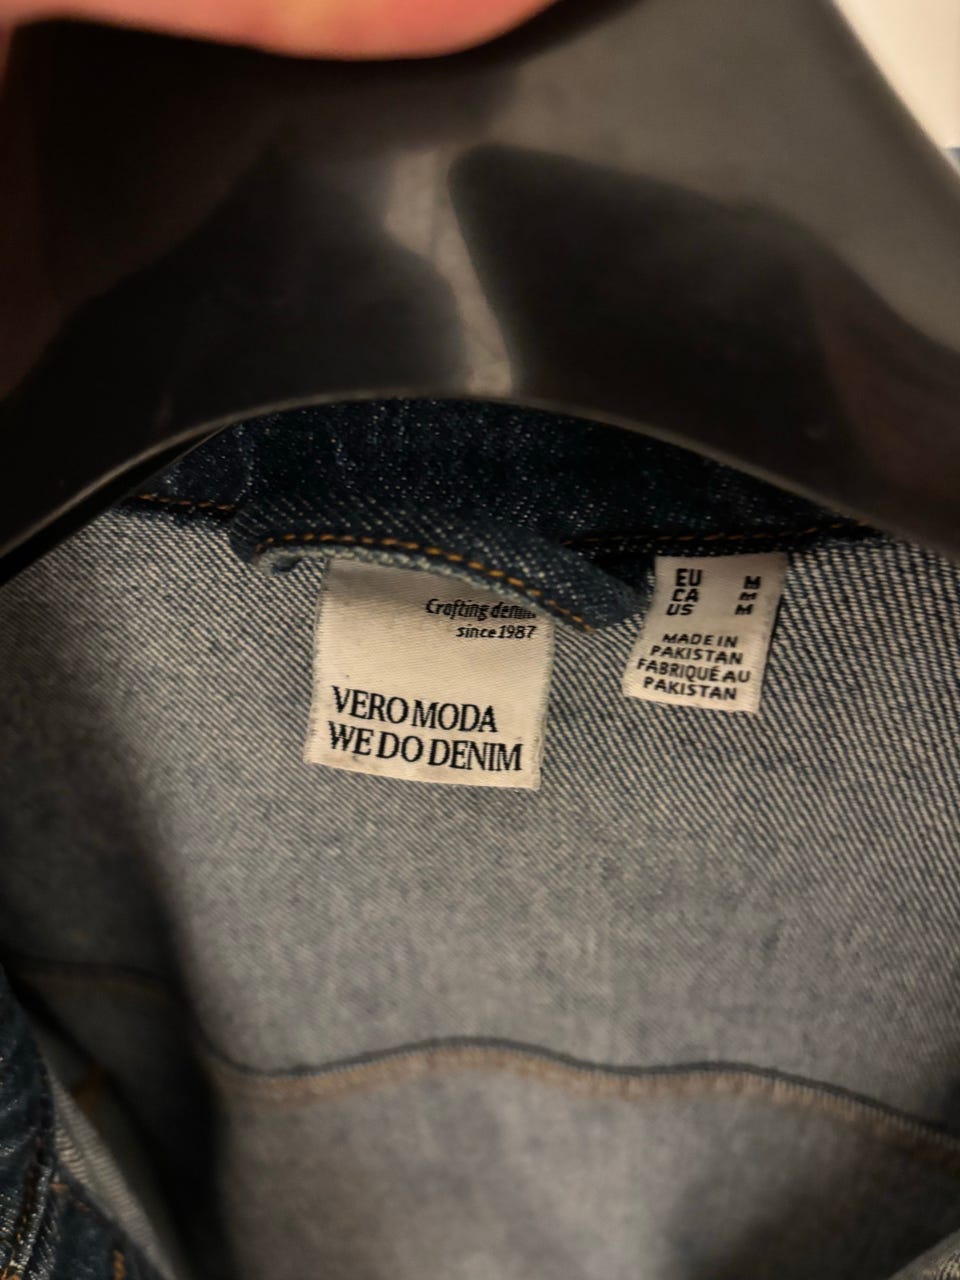 Crafting denim
since 1987
VERO MODA
WE DO DENIM
EU M
CA M
US M
MADE IN
PAKISTAN
FABRIQUÉ AU
PAKISTAN